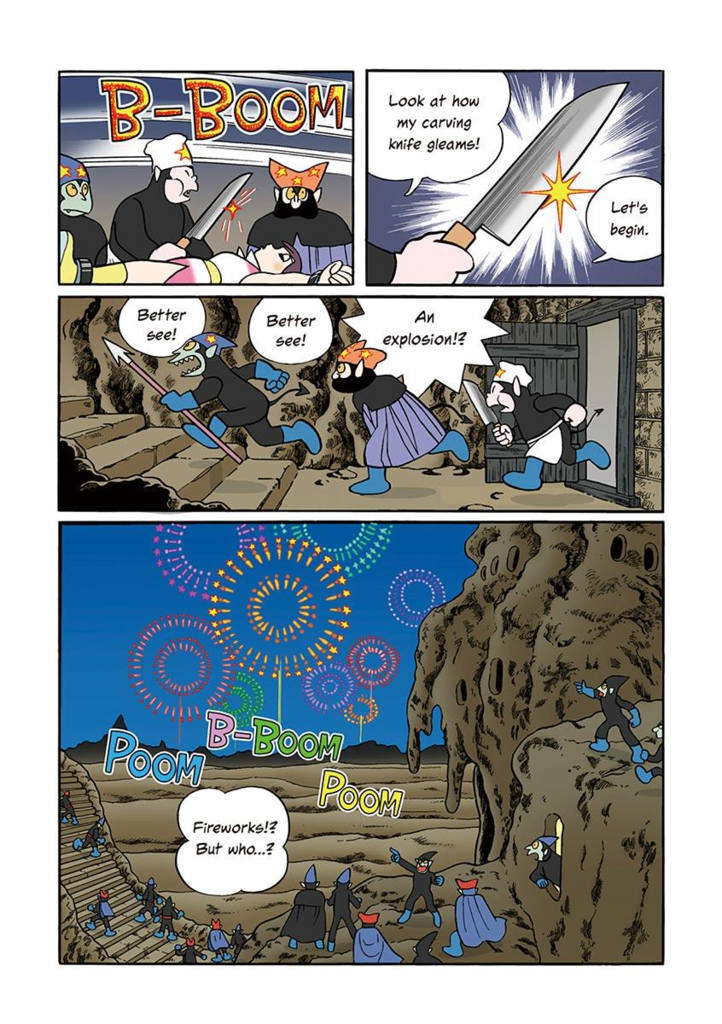 B-BOOM
Look at how
my carving
knife gleams!
Let's
begin.
Better
see!
Better
see!
An
explosion!?
POOM
B-BOOM
POOM
Fireworks!?
But who...?